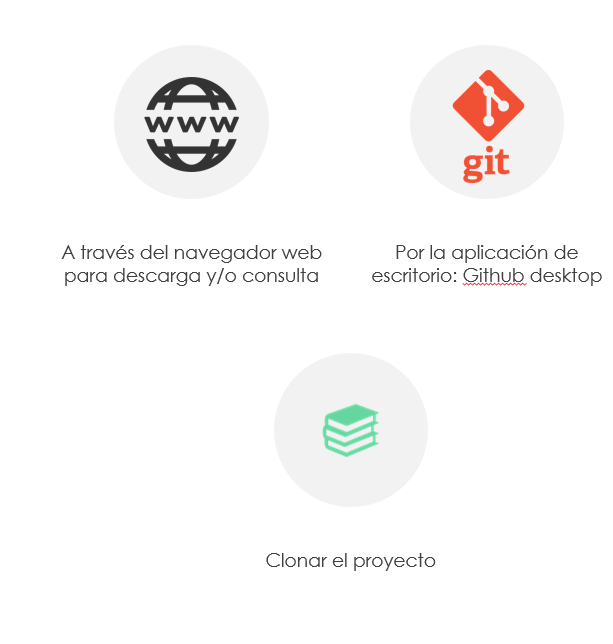 WWW
git
A través del navegador web
para descarga y/o consulta
Por la aplicación de
escritorio: Github desktop
Clonar el proyecto